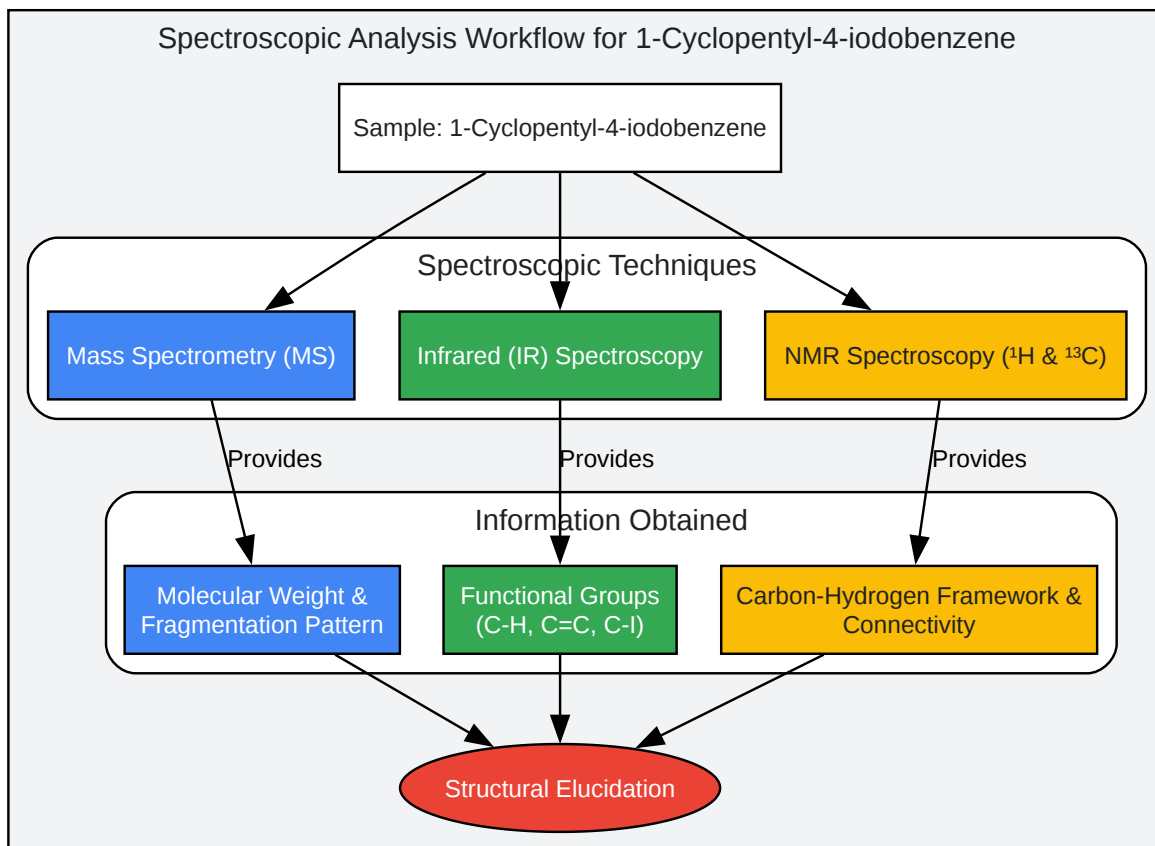 Spectroscopic Analysis Workflow for 1-Cyclopentyl-4-iodobenzene
Sample: 1-Cyclopentyl-4-iodobenzene
Spectroscopic Techniques
Mass Spectrometry (MS)
Infrared (IR) Spectroscopy
NMR Spectroscopy (¹H & ¹³C)
Provides
Provides
Provides
Information Obtained
Molecular Weight &
Fragmentation Pattern
Functional Groups
(C-H, C=C, C-I)
Carbon-Hydrogen Framework &
Connectivity
Structural Elucidation